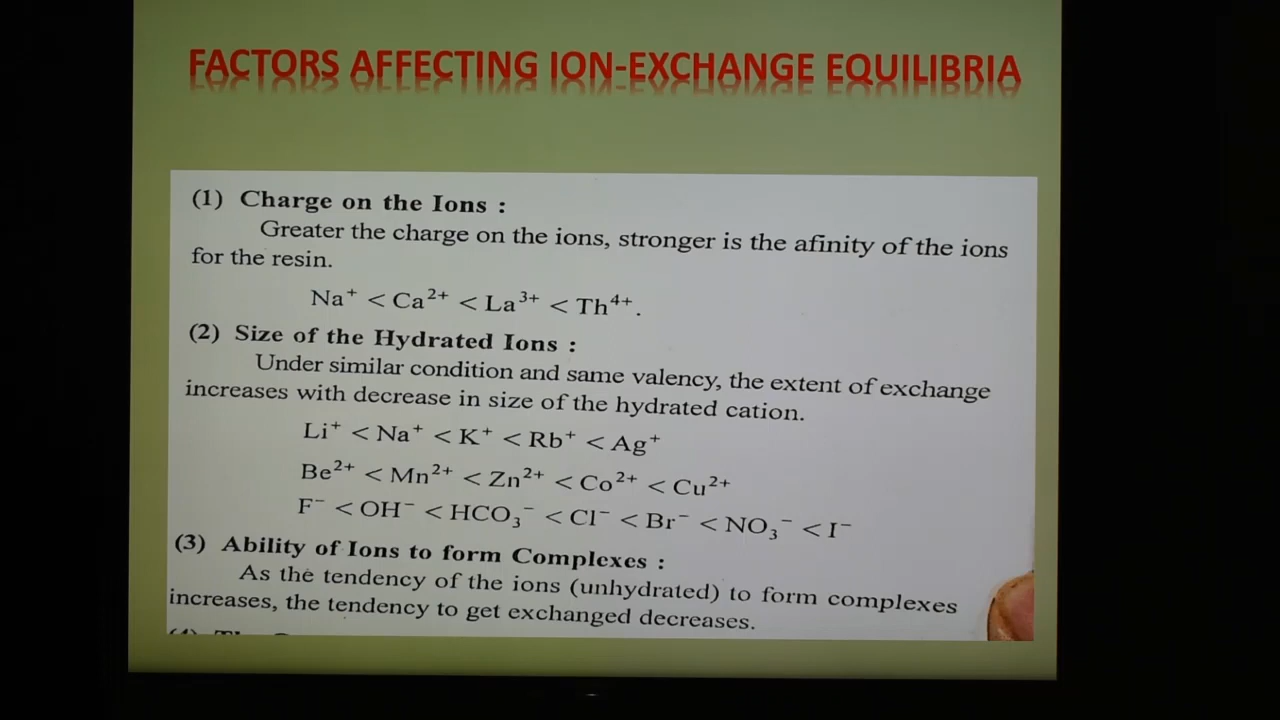 FACTORS AFFECTING ION-EXCHANGE EQUILIBRIA
(1) Charge on the Ions :
Greater the charge on the ions, stronger is the afinity of the ions
for the resin.
Na⁺ < Ca²⁺ < La³⁺ < Th⁴⁺.
(2) Size of the Hydrated Ions :
Under similar condition and same valency, the extent of exchange
increases with decrease in size of the hydrated cation.
Li⁺ < Na⁺ < K⁺ < Rb⁺ < Ag⁺
Be²⁺ < Mn²⁺ < Zn²⁺ < Co²⁺ < Cu²⁺
F⁻ < OH⁻ < HCO₃⁻ < Cl⁻ < Br⁻ < NO₃⁻ < I⁻
(3) Ability of Ions to form Complexes :
As the tendency of the ions (unhydrated) to form complexes
increases, the tendency to get exchanged decreases.